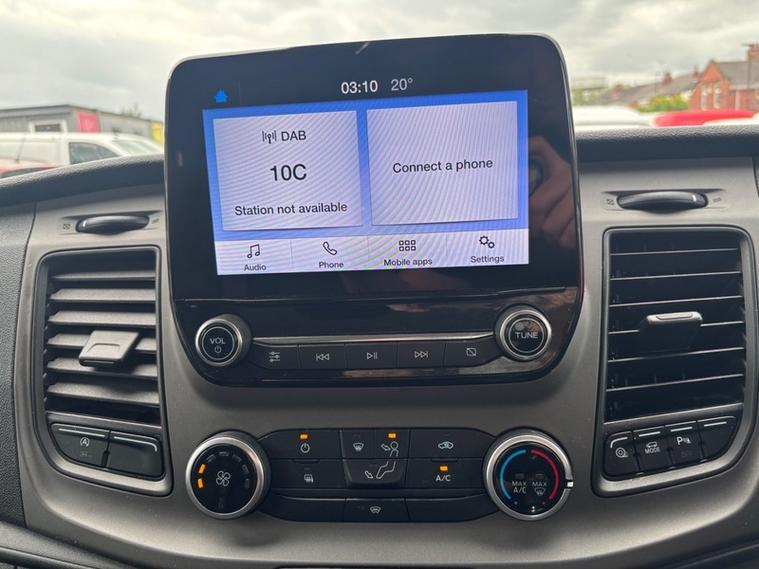 03:10 20°
DAB
10C
Station not available
Connect a phone
Audio
Phone
Mobile apps
Settings
VOL
TUNE
A/C
MAX A/C
MAX
MODE
P